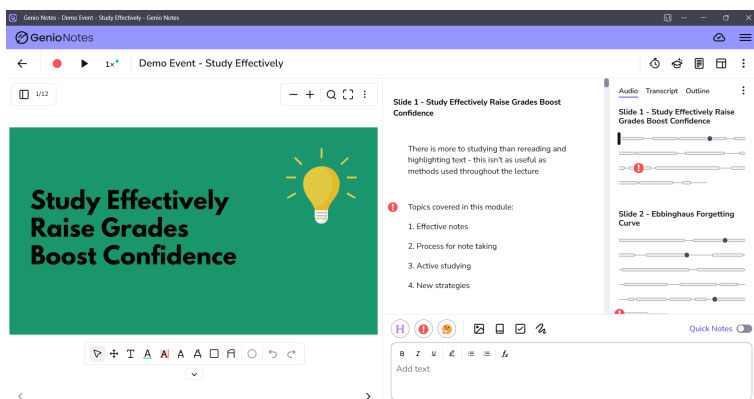 Genio Notes - Demo Event - Study Effectively - Genio Notes
GenioNotes
1x
Demo Event - Study Effectively
1/12
Study Effectively
Raise Grades
Boost Confidence
Slide 1 - Study Effectively Raise Grades Boost
Confidence
There is more to studying than rereading and
highlighting text - this isn't as useful as
methods used throughout the lecture
Topics covered in this module:
1. Effective notes
2. Process for note taking
3. Active studying
4. New strategies
H
Quick Notes
B I U fx
Add text
Audio Transcript Outline
Slide 1 - Study Effectively Raise
Grades Boost Confidence
Slide 2 - Ebbinghaus Forgetting
Curve
T A A A A